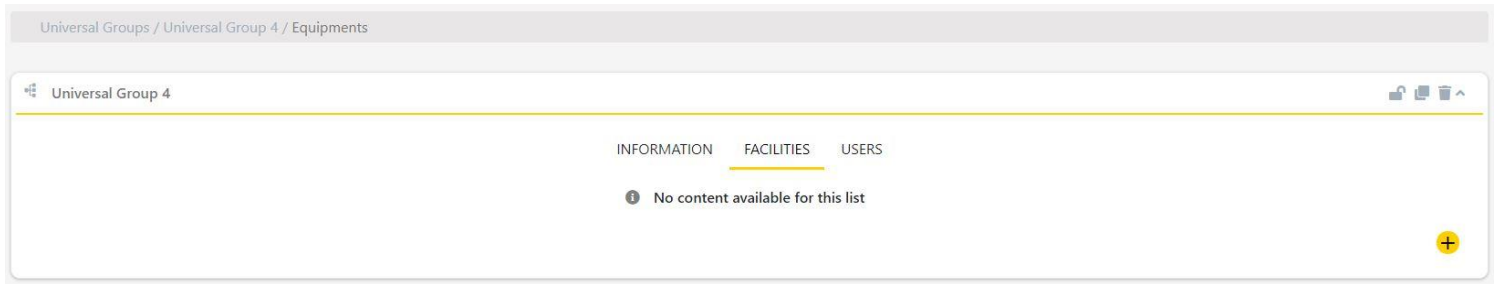 Universal Groups / Universal Group 4 / Equipments
Universal Group 4
INFORMATION FACILITIES USERS
No content available for this list